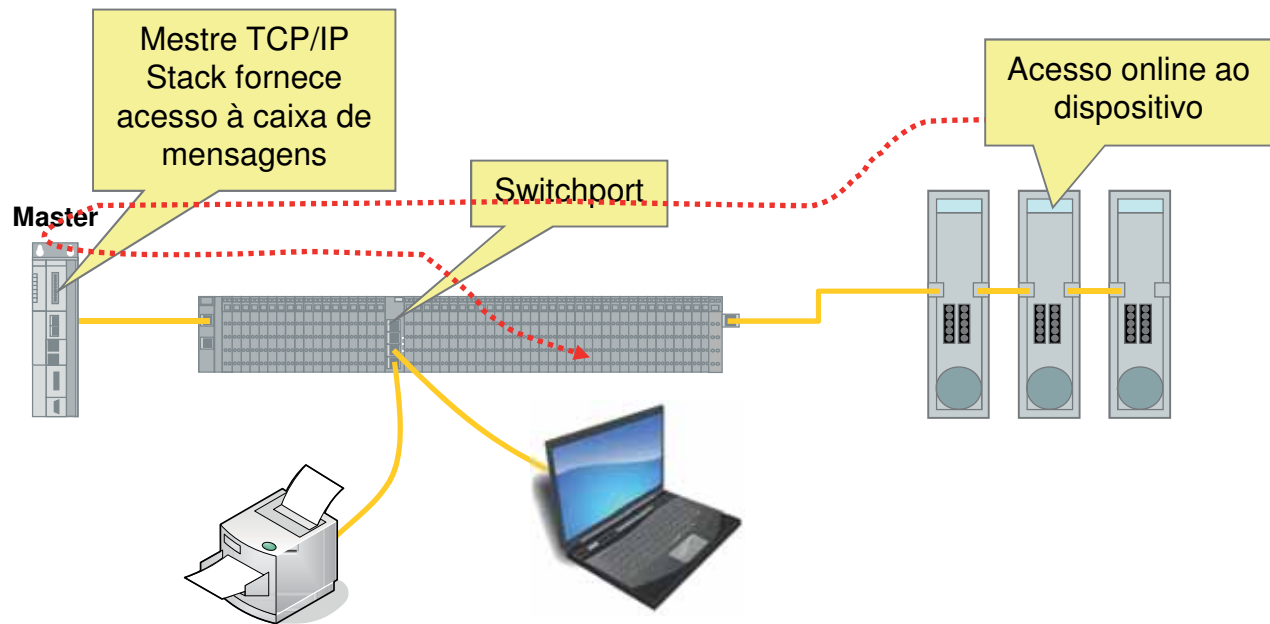 Mestre TCP/IP
Stack fornece
acesso à caixa de
mensagens
Acesso online ao
dispositivo
Switchport
Master